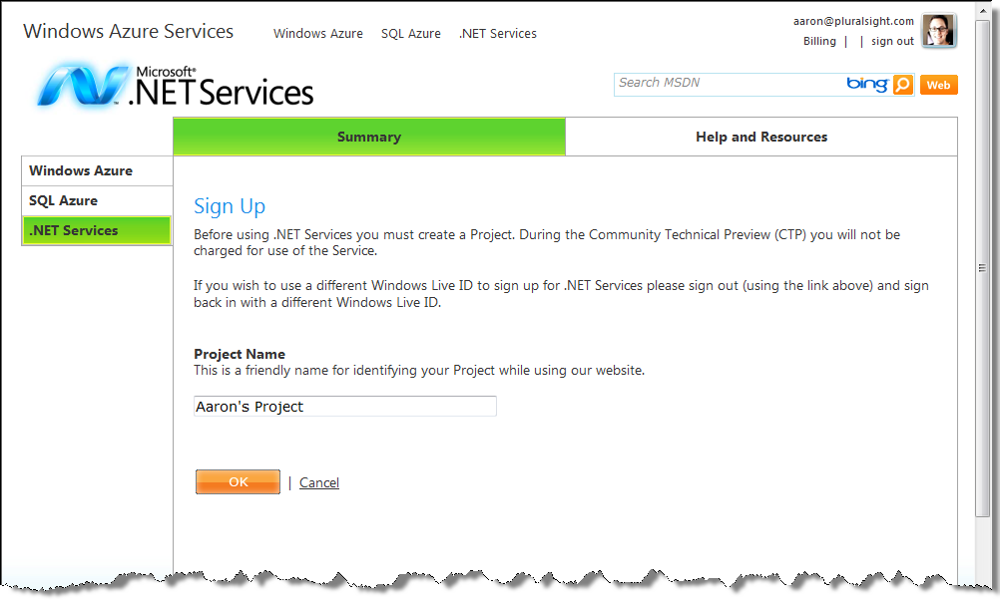 Windows Azure Services
Windows Azure SQL Azure .NET Services
aaron@pluralsight.com
Billing | | sign out
Microsoft®
.NET Services™
Search MSDN
bing
Web
Summary
Help and Resources
Windows Azure
SQL Azure
.NET Services
Sign Up
Before using .NET Services you must create a Project. During the Community Technical Preview (CTP) you will not be
charged for use of the Service.
If you wish to use a different Windows Live ID to sign up for .NET Services please sign out (using the link above) and sign
back in with a different Windows Live ID.
Project Name
This is a friendly name for identifying your Project while using our website.
Aaron's Project
OK | Cancel